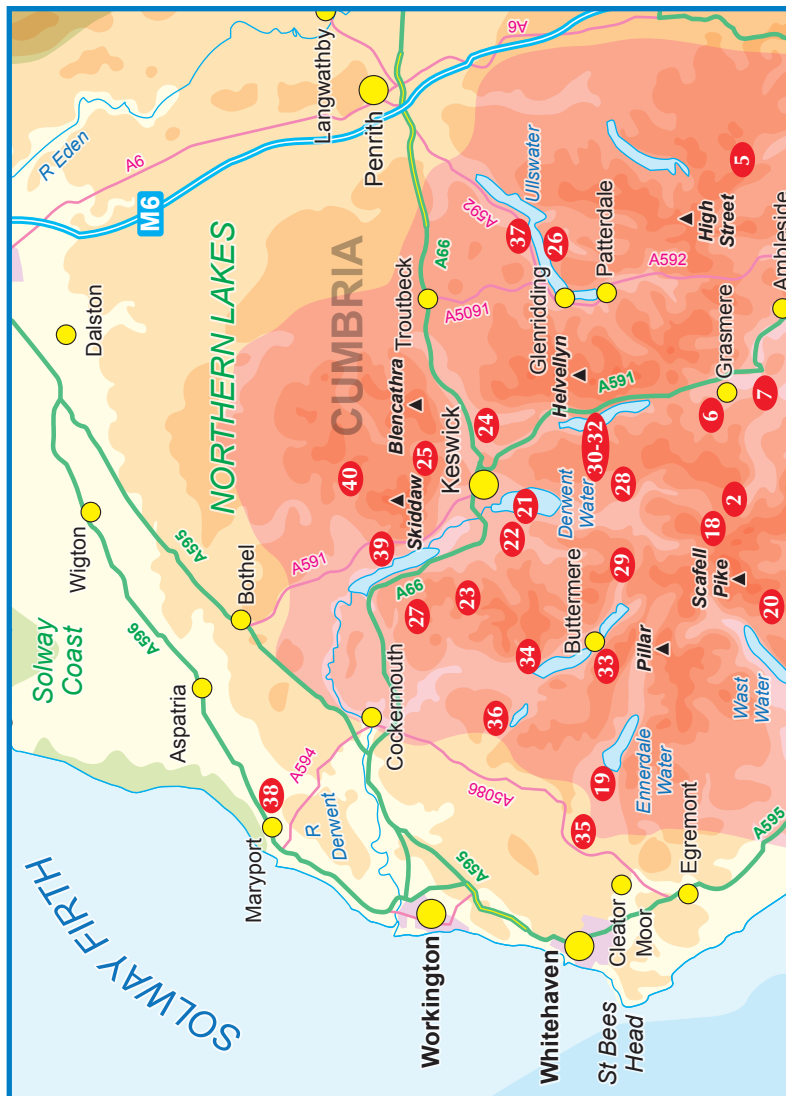 SOLWAY FIRTH
Solway
Coast
Wigton
Dalston
R Eden
A6
M6
Aspatria
A596
A595
NORTHERN LAKES
Maryport
38
A594
Bothel
R
Derwent
A591
Langwathby
Penrith
CUMBRIA
Cockermouth
39
40
Skiddaw
Blencathra
Troutbeck
A66
A6
Workington
A595
27
A66
25
Keswick
24
A5091
A592
A5086
36
23
22
21
37
Ullswater
34
Derwent
Water
26
Whitehaven
35
Buttermere
33
Glenridding
Helvellyn
30-32
Patterdale
St Bees
Head
Cleator
Moor
19
Ennerdale
Water
29
28
A591
A592
Pillar
Egremont
Scafell
Pike
18
2
6
Grasmere
High
Street
5
A595
Wast
Water
20
7
Ambleside